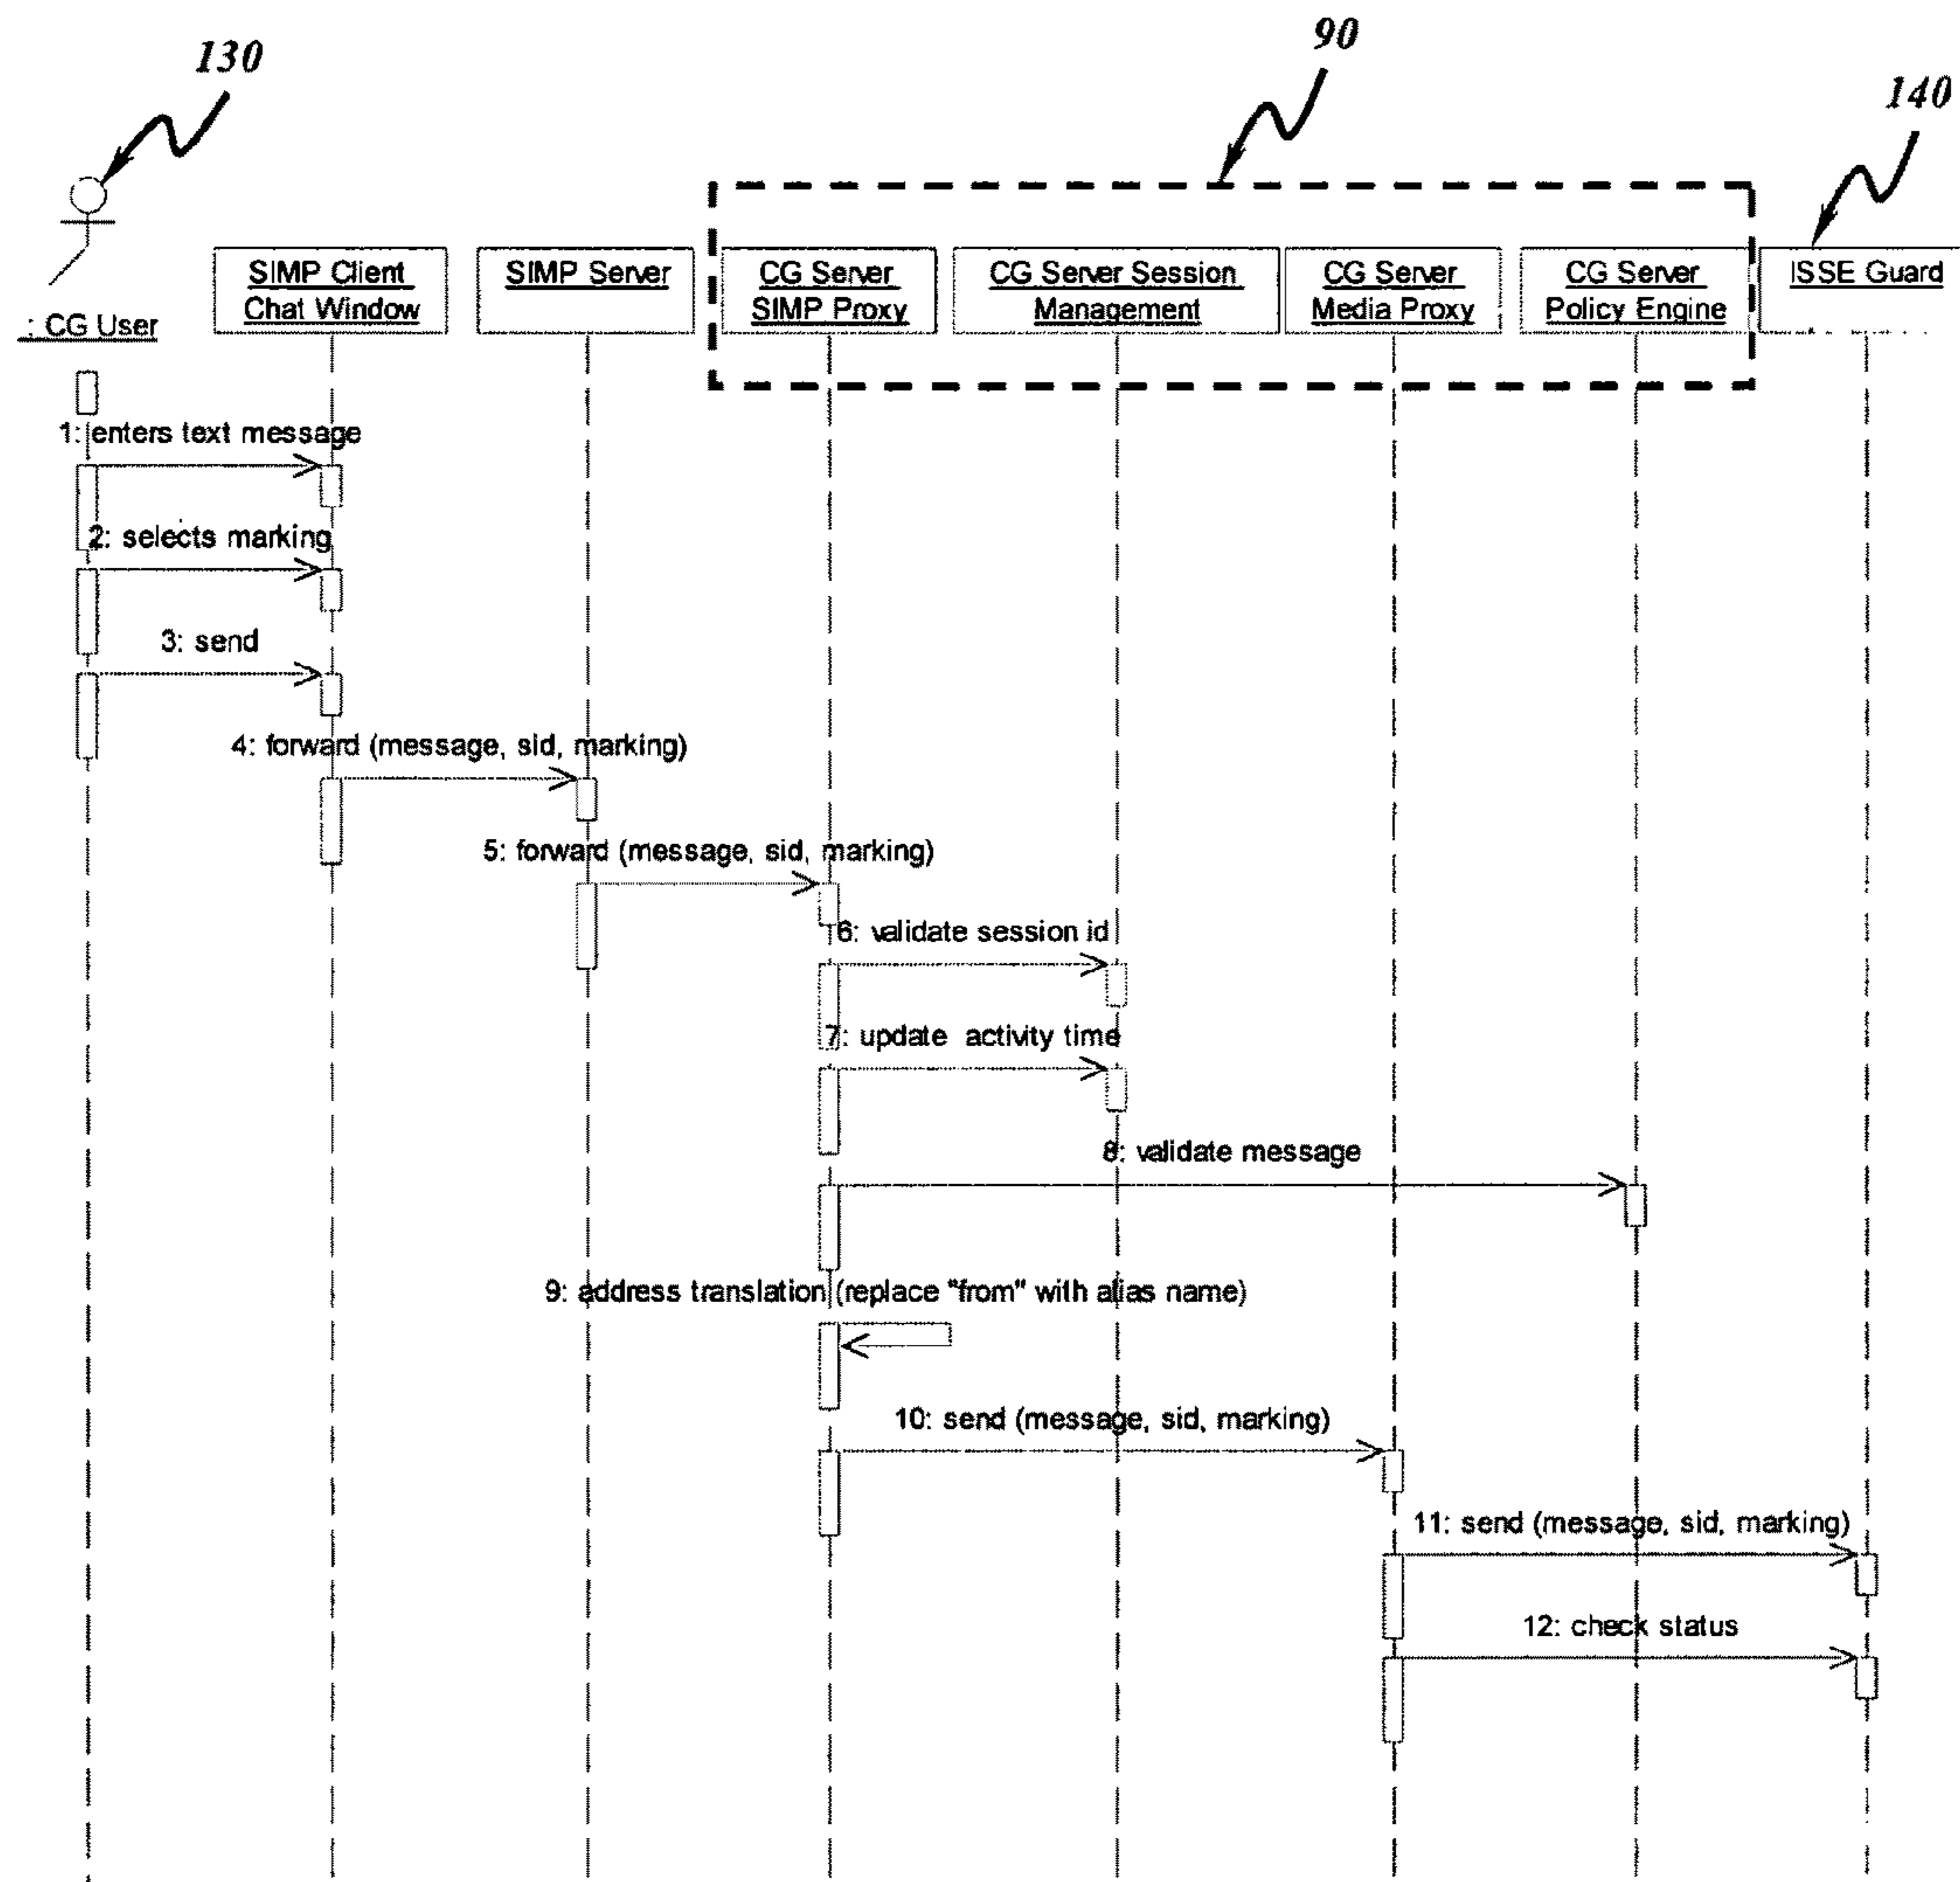 130
90
140
: CG User
SIMP Client
Chat Window
SIMP Server
CG Server
SIMP Proxy
CG Server Session
Management
CG Server
Media Proxy
CG Server
Policy Engine
ISSE Guard
1: enters text message
2: selects marking
3: send
4: forward (message, sid, marking)
5: forward (message, sid, marking)
6: validate session id
7: update activity time
8: validate message
9: address translation (replace "from" with alias name)
10: send (message, sid, marking)
11: send (message, sid, marking)
12: check status